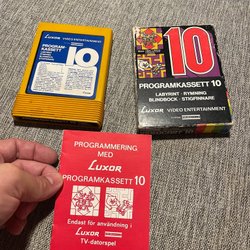 Luxor VIDEO ENTERTAINMENT
PROGRAM-
KASSETT
10
10
PROGRAMKASSETT 10
LABYRINT · RYMNING
BLINDBOCK · STIGFINNARE
Luxor VIDEO ENTERTAINMENT
PROGRAMMERING
MED
Luxor
PROGRAMKASSETT 10
Endast för användning i
Luxor
TV-datorspel